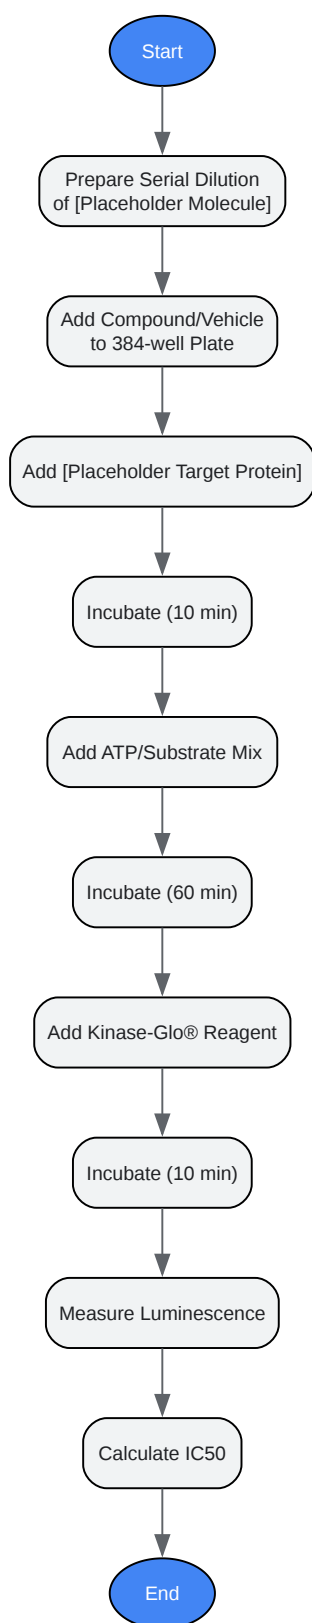 Start
Prepare Serial Dilution
of [Placeholder Molecule]
Add Compound/Vehicle
to 384-well Plate
Add [Placeholder Target Protein]
Incubate (10 min)
Add ATP/Substrate Mix
Incubate (60 min)
Add Kinase-Glo® Reagent
Incubate (10 min)
Measure Luminescence
Calculate IC50
End